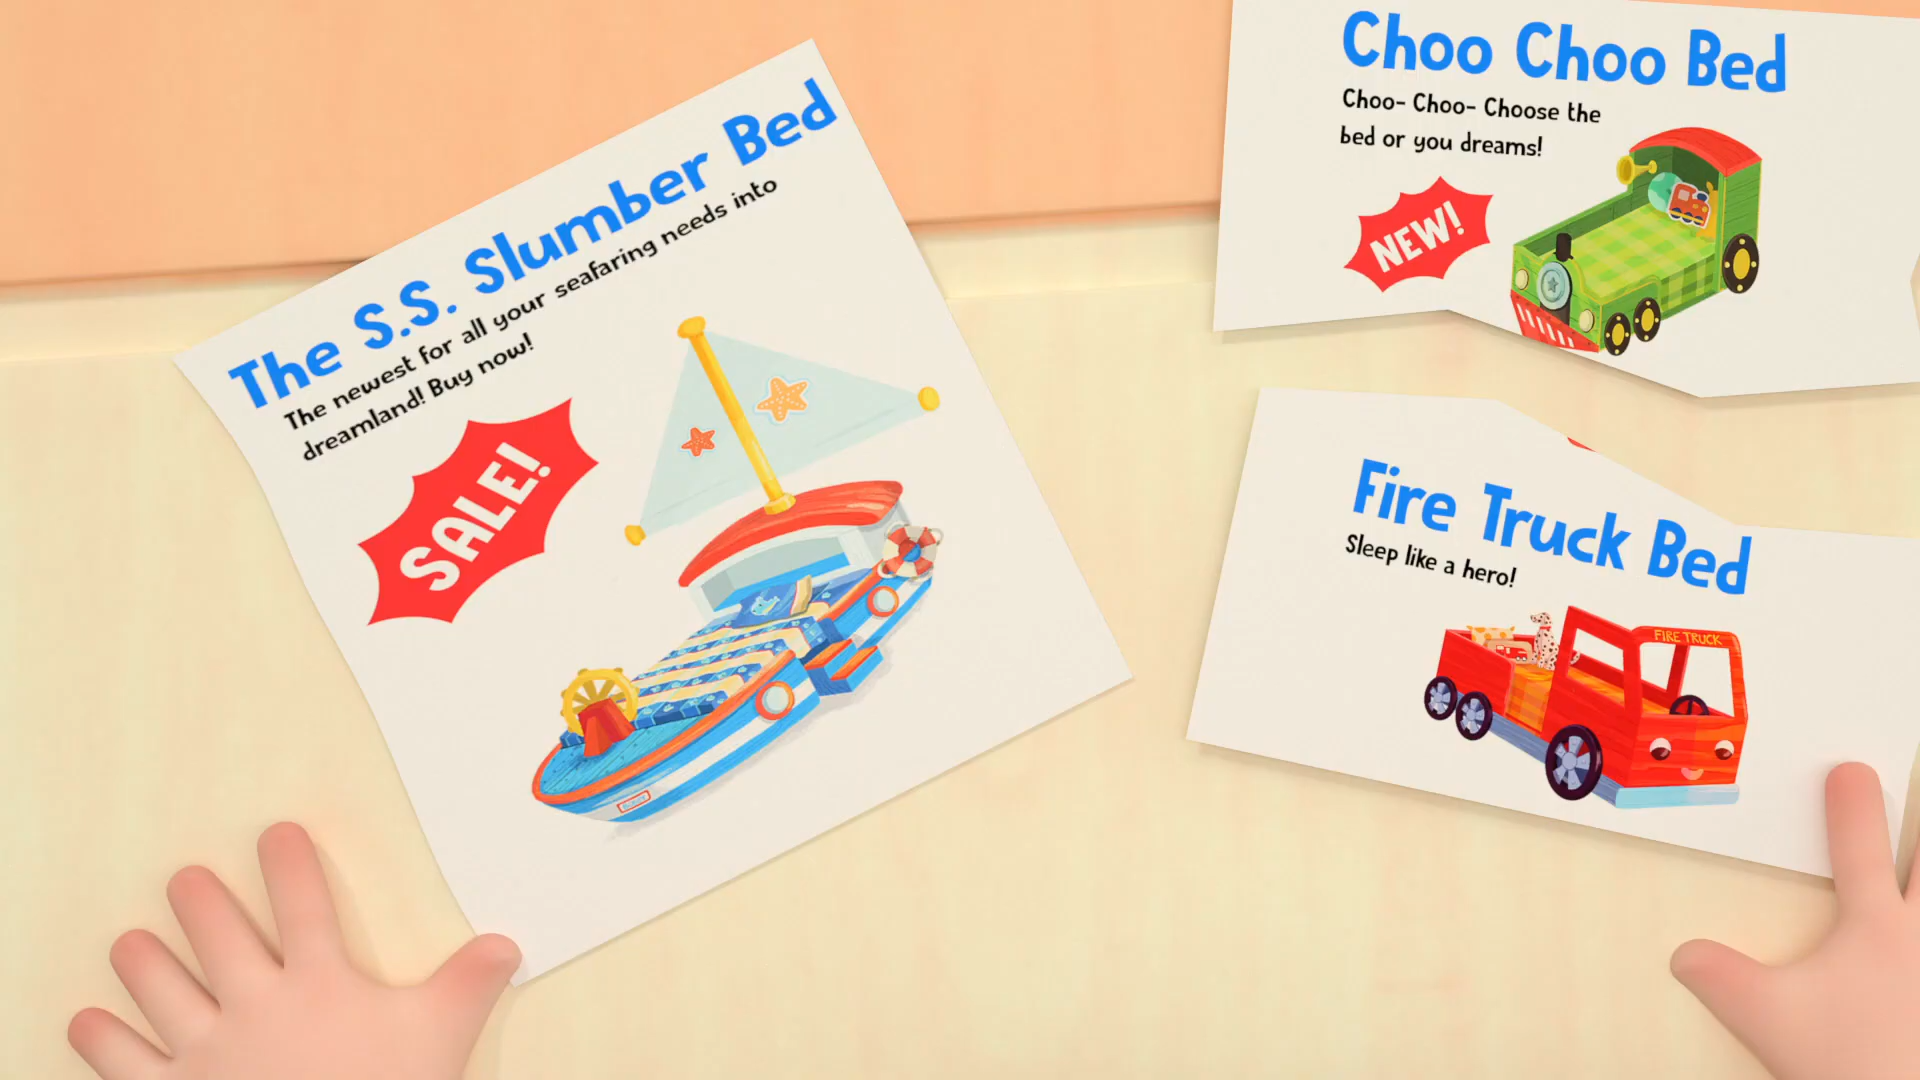 The S.S. Slumber Bed
The newest for all your seafaring needs into
dreamland! Buy now!
SALE!
Choo Choo Bed
Choo- Choo- Choose the
bed or you dreams!
NEW!
Fire Truck Bed
Sleep like a hero!
FIRE TRUCK